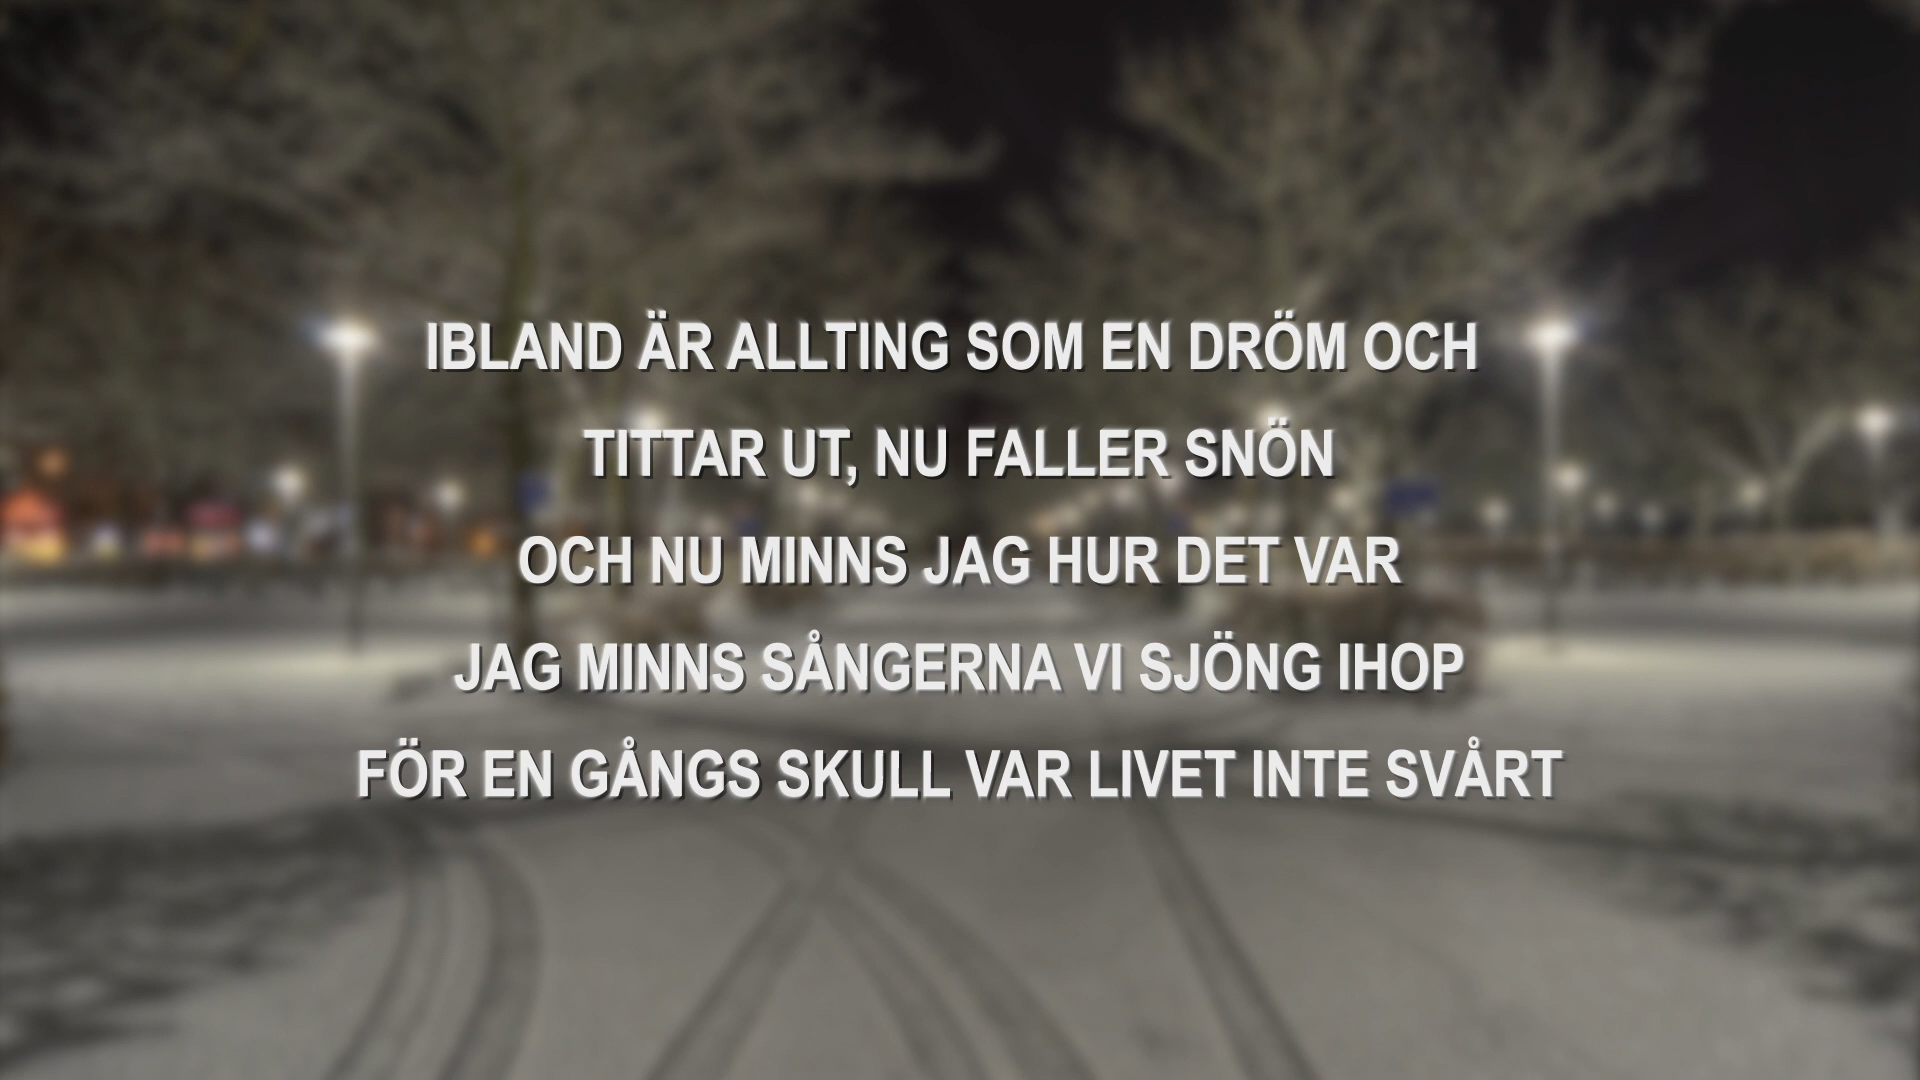 IBLAND ÄR ALLTING SOM EN DRÖM OCH
TITTAR UT, NU FALLER SNÖN
OCH NU MINNS JAG HUR DET VAR
JAG MINNS SÅNGERNA VI SJÖNG IHOP
FÖR EN GÅNGS SKULL VAR LIVET INTE SVÅRT